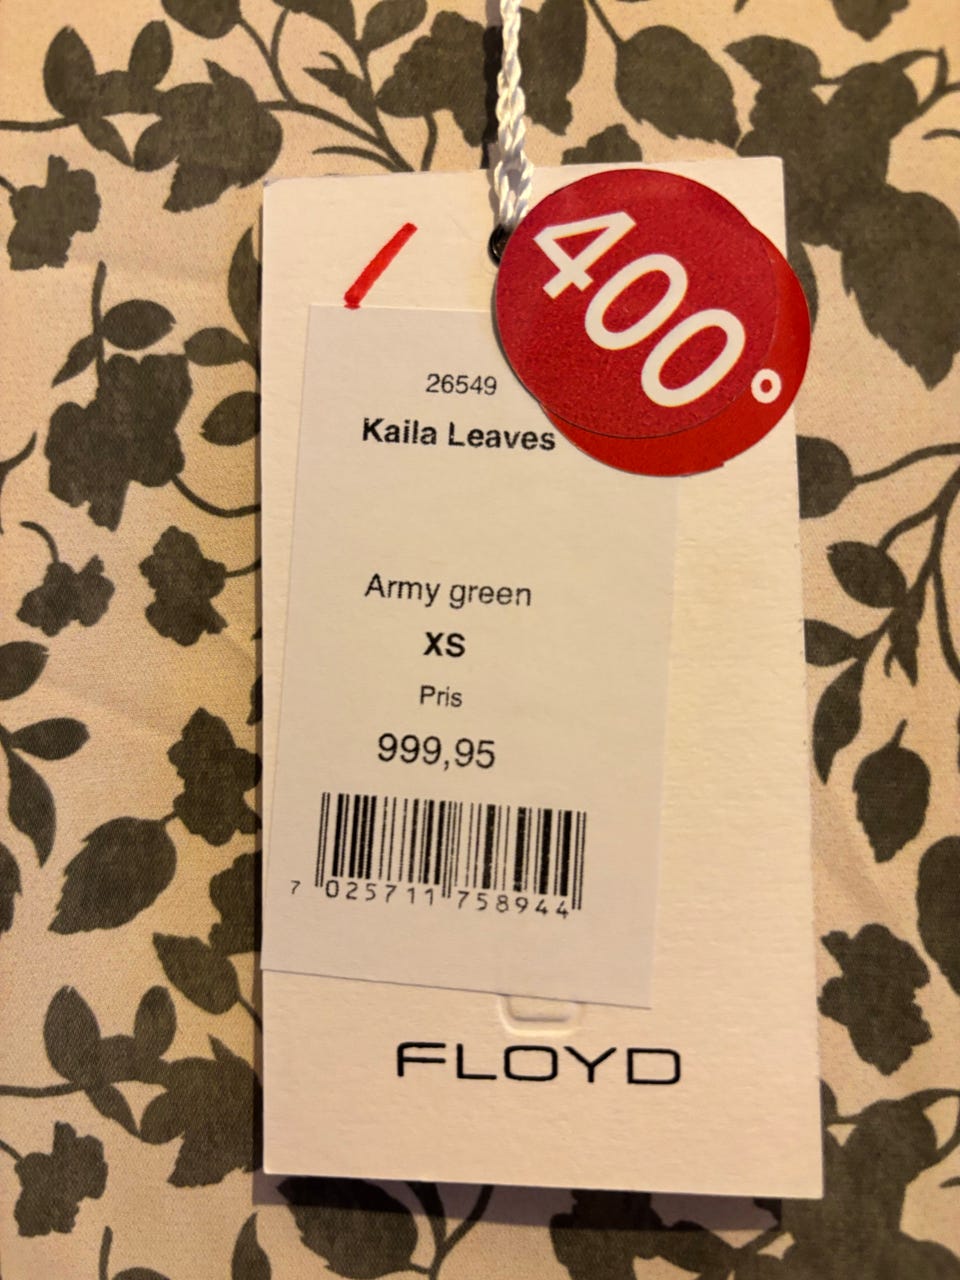 400
26549
Kaila Leaves
Army green
XS
Pris
999,95
7 025711 758944
FLOYD